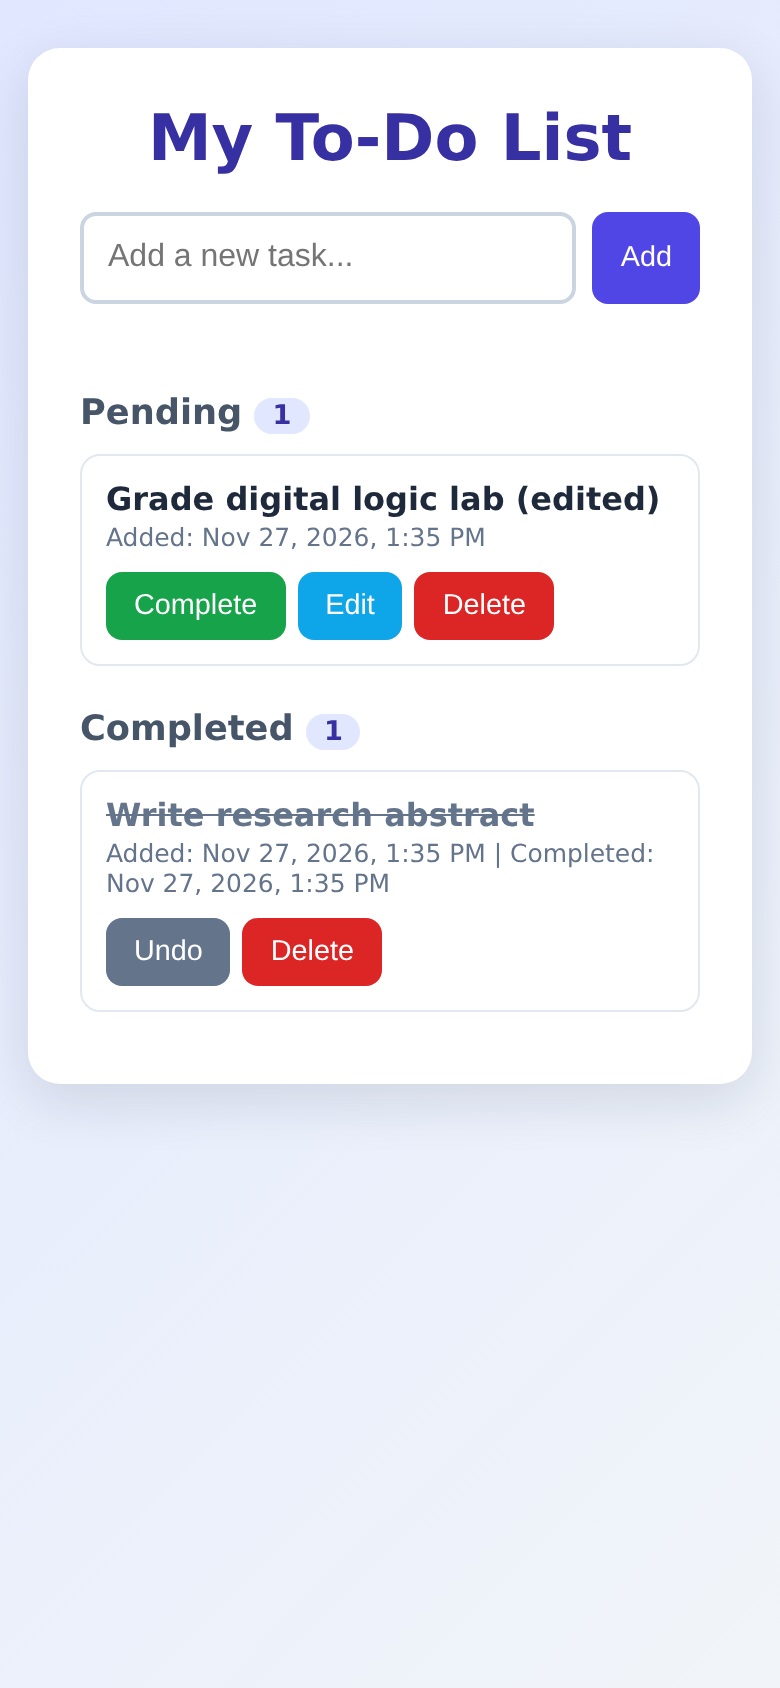 My To-Do List
Add a new task...
Add
Pending 1
Grade digital logic lab (edited)
Added: Nov 27, 2026, 1:35 PM
Complete Edit Delete
Completed 1
Write research abstract
Added: Nov 27, 2026, 1:35 PM | Completed:
Nov 27, 2026, 1:35 PM
Undo Delete